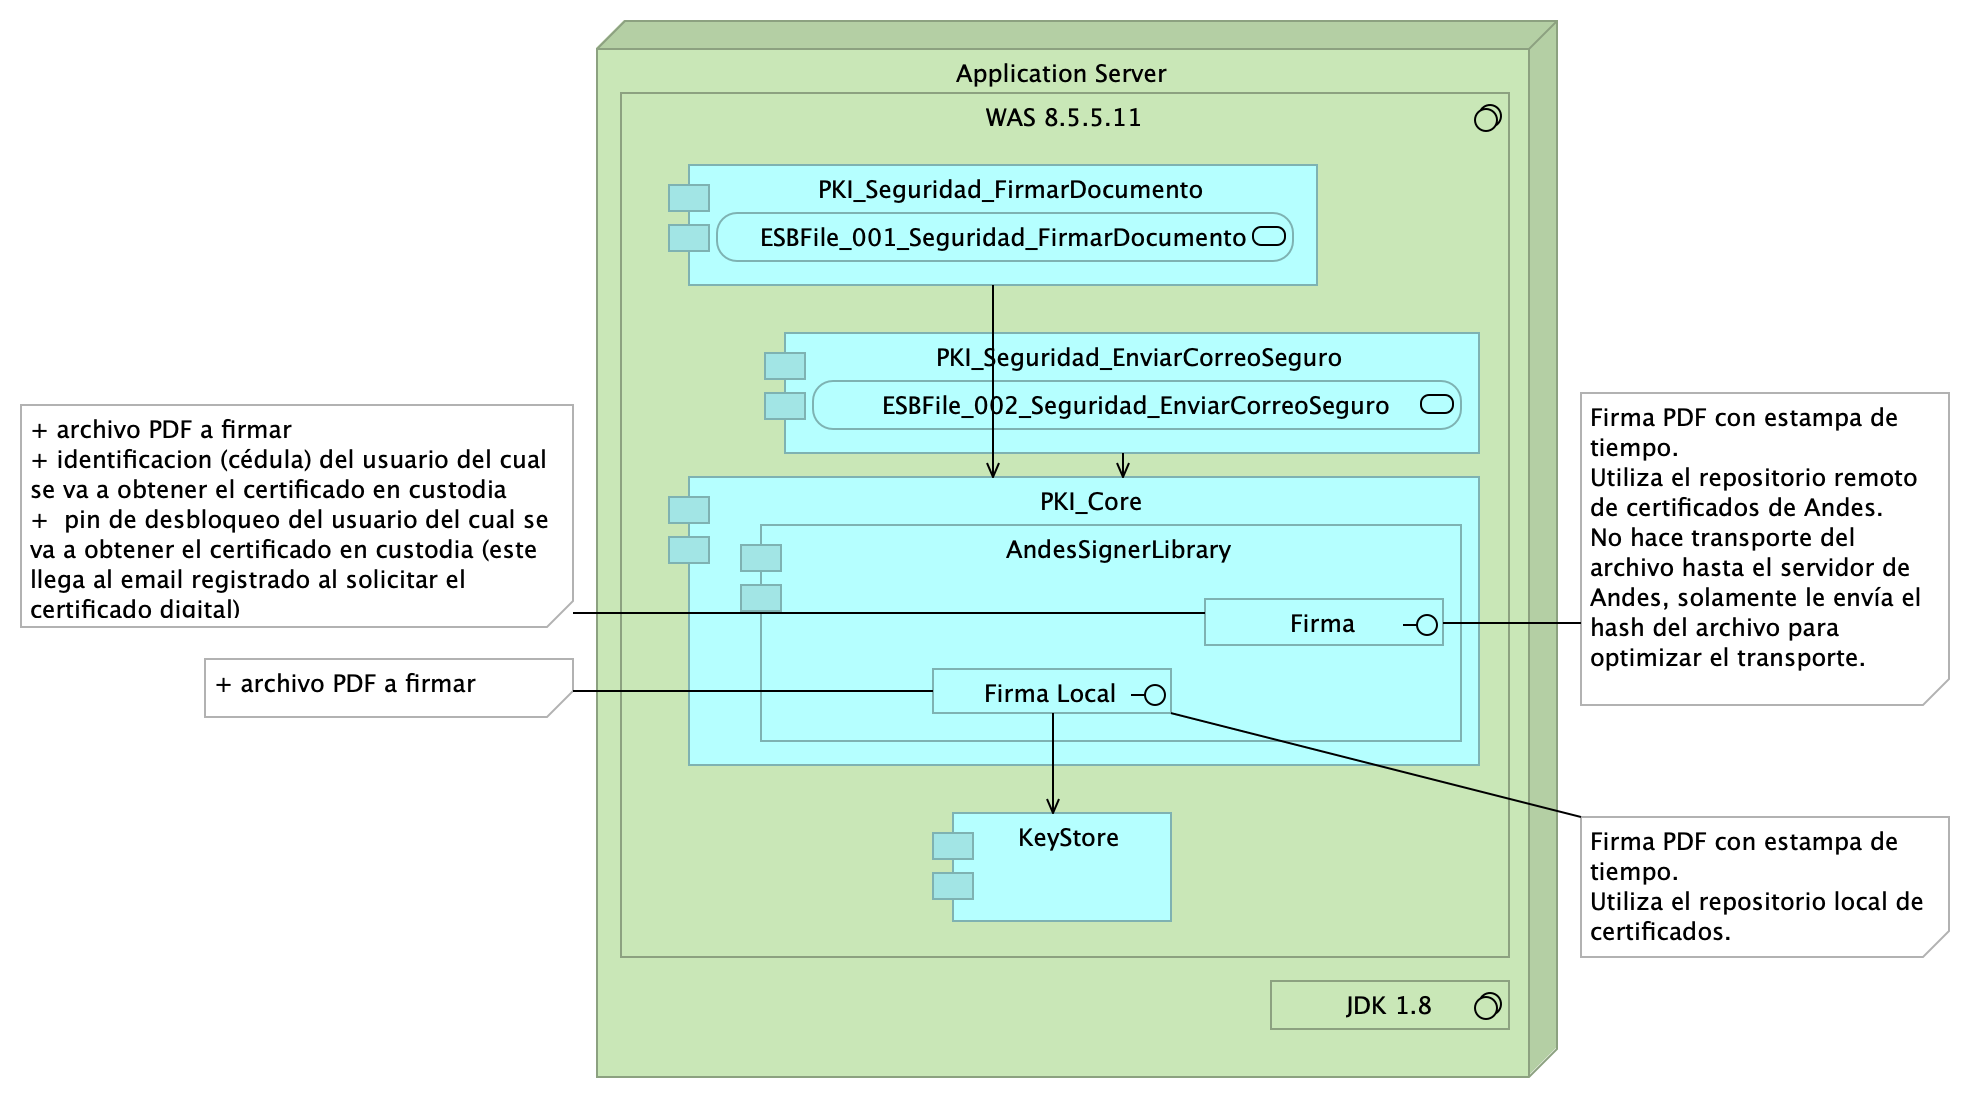 Application Server
WAS 8.5.5.11
PKI_Seguridad_FirmarDocumento
ESBFile_001_Seguridad_FirmarDocumento
PKI_Seguridad_EnviarCorreoSeguro
ESBFile_002_Seguridad_EnviarCorreoSeguro
+ archivo PDF a firmar
+ identificacion (cédula) del usuario del cual
se va a obtener el certificado en custodia
+  pin de desbloqueo del usuario del cual se
va a obtener el certificado en custodia (este
llega al email registrado al solicitar el
certificado digital)
Firma PDF con estampa de
tiempo.
Utiliza el repositorio remoto
de certificados de Andes.
No hace transporte del
archivo hasta el servidor de
Andes, solamente le envía el
hash del archivo para
optimizar el transporte.
PKI_Core
AndesSignerLibrary
Firma
+ archivo PDF a firmar
Firma Local
KeyStore
Firma PDF con estampa de
tiempo.
Utiliza el repositorio local de
certificados.
JDK 1.8